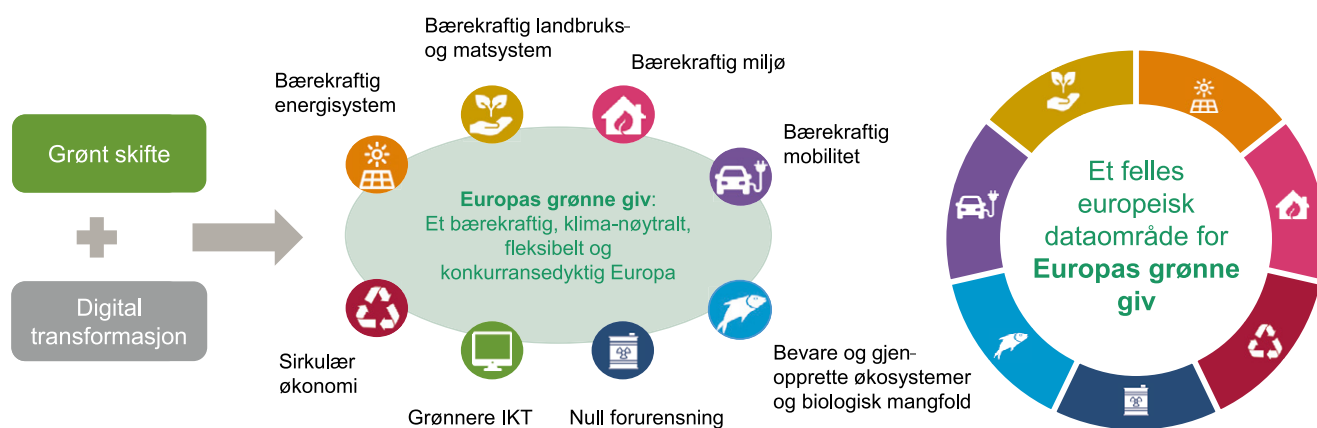 Grønt skifte
Digital
transformasjon
Bærekraftig
energisystem
Bærekraftig landbruks-
og matsystem
Bærekraftig miljø
Bærekraftig
mobilitet
Europas grønne giv:
Et bærekraftig, klima-nøytralt,
fleksibelt og
konkurransedyktig Europa
Sirkulær
økonomi
Grønnere IKT
Null forurensning
Bevare og gjen-
opprette økosystemer
og biologisk mangfold
Et felles
europeisk
dataområde for
Europas grønne
giv